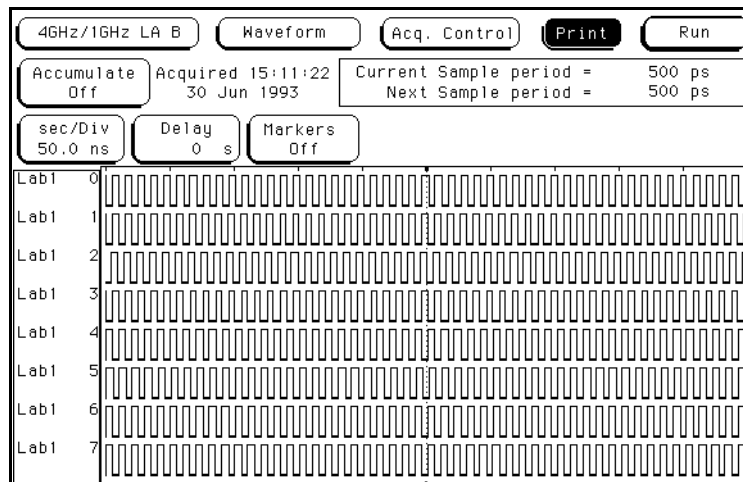 4GHz/1GHz LA B Waveform Acq. Control Print Run
Accumulate Off
Acquired 15:11:22
30 Jun 1993
Current Sample period = 500 ps
Next Sample period = 500 ps
sec/Div 50.0 ns
Delay 0 s
Markers Off
Lab1 0
Lab1 1
Lab1 2
Lab1 3
Lab1 4
Lab1 5
Lab1 6
Lab1 7